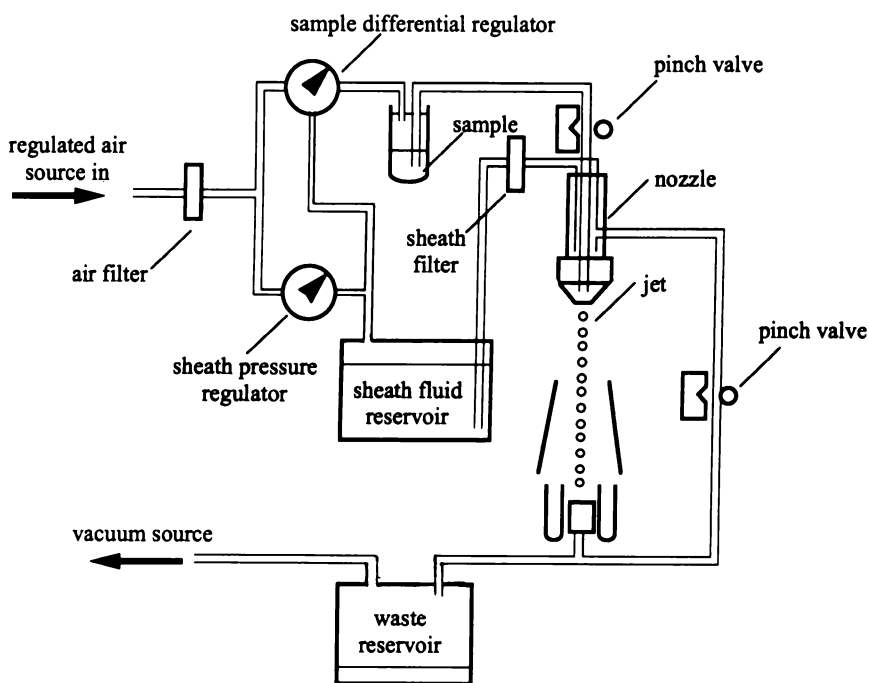 sample differential regulator
pinch valve
sample
regulated air
source in
nozzle
sheath
filter
air filter
jet
pinch valve
sheath pressure
regulator
sheath fluid
reservoir
vacuum source
waste
reservoir